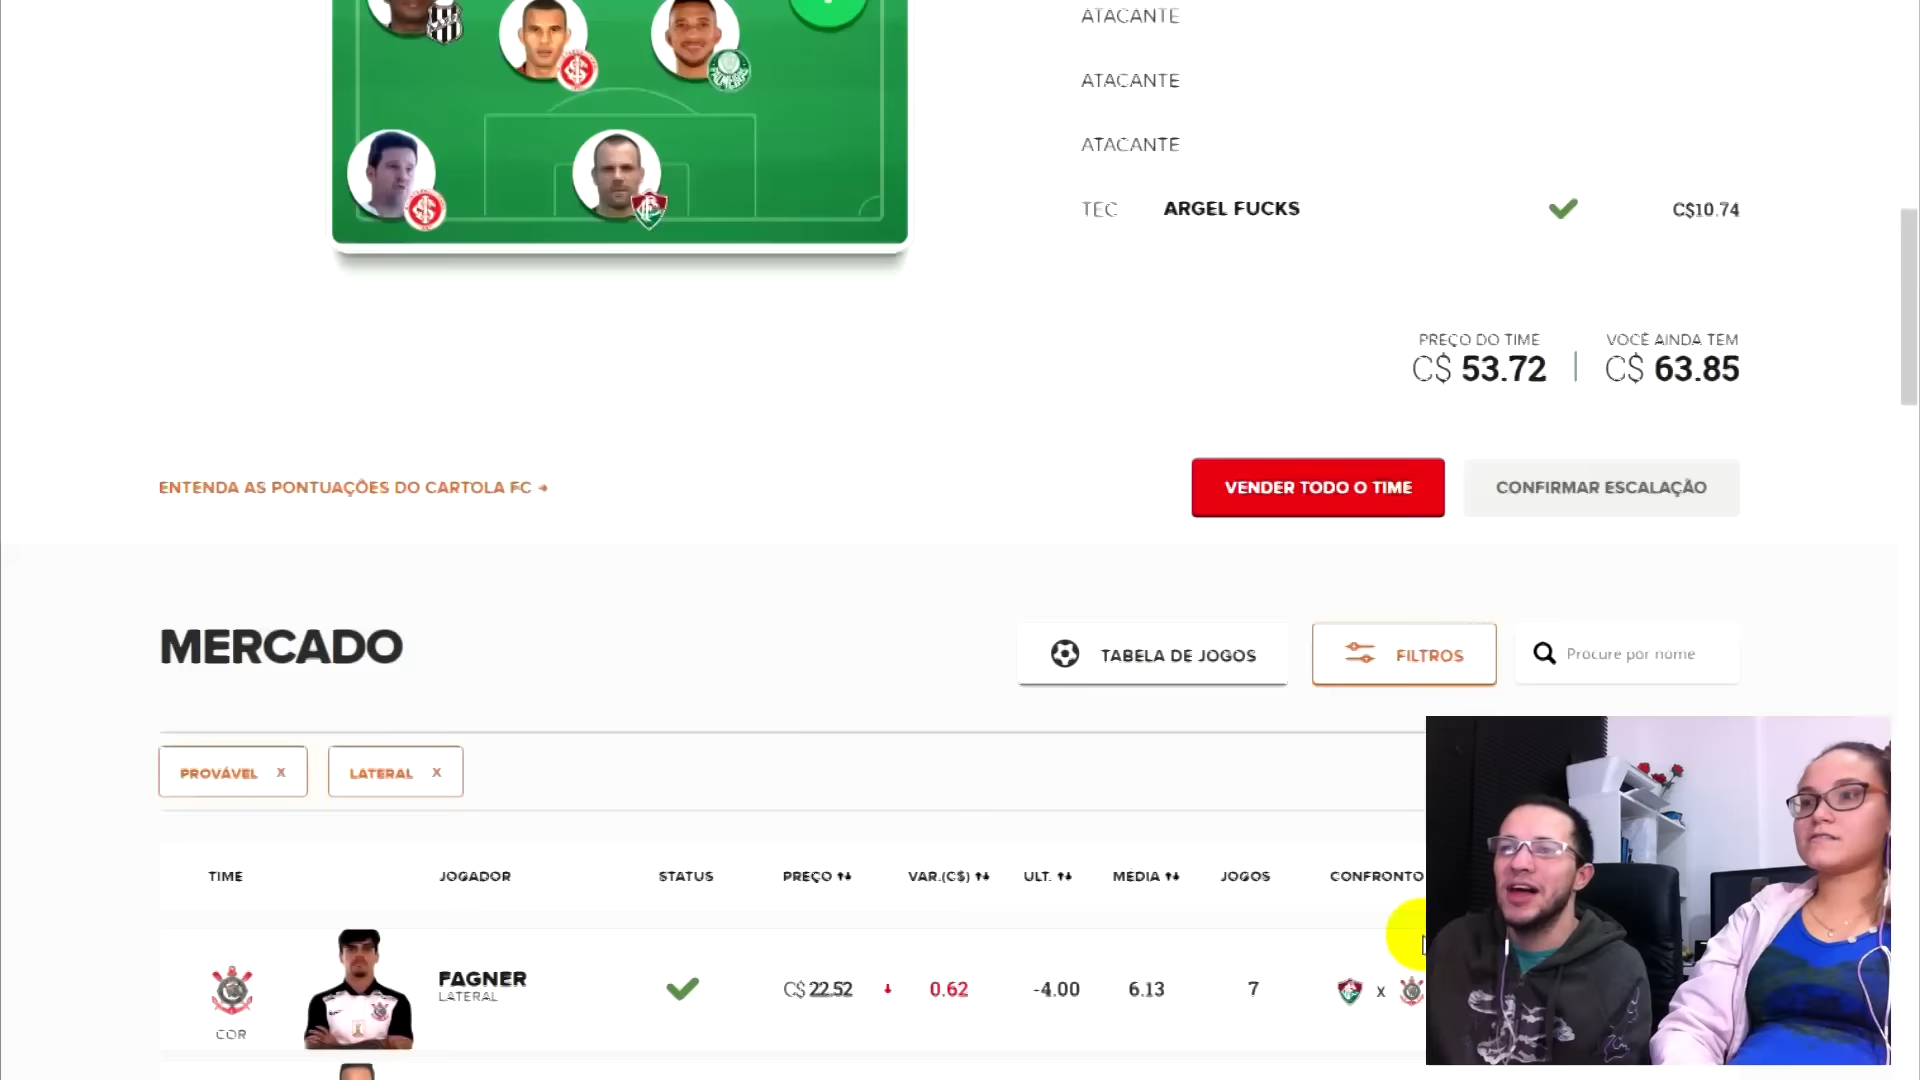 ATACANTE
ATACANTE
ATACANTE
TEC ARGEL FUCKS C$10.74
PREÇO DO TIME VOCÊ AINDA TEM
C$ 53.72 C$ 63.85
ENTENDA AS PONTUAÇÕES DO CARTOLA FC
VENDER TODO O TIME CONFIRMAR ESCALAÇÃO
MERCADO TABELA DE JOGOS FILTROS Procure por nome
PROVÁVEL X LATERAL X
TIME JOGADOR STATUS PREÇO VAR.(C$) ULT. MEDIA JOGOS CONFRONTO
FAGNER
LATERAL
C$ 22.52 0.62 -4.00 6.13 7 X
COR